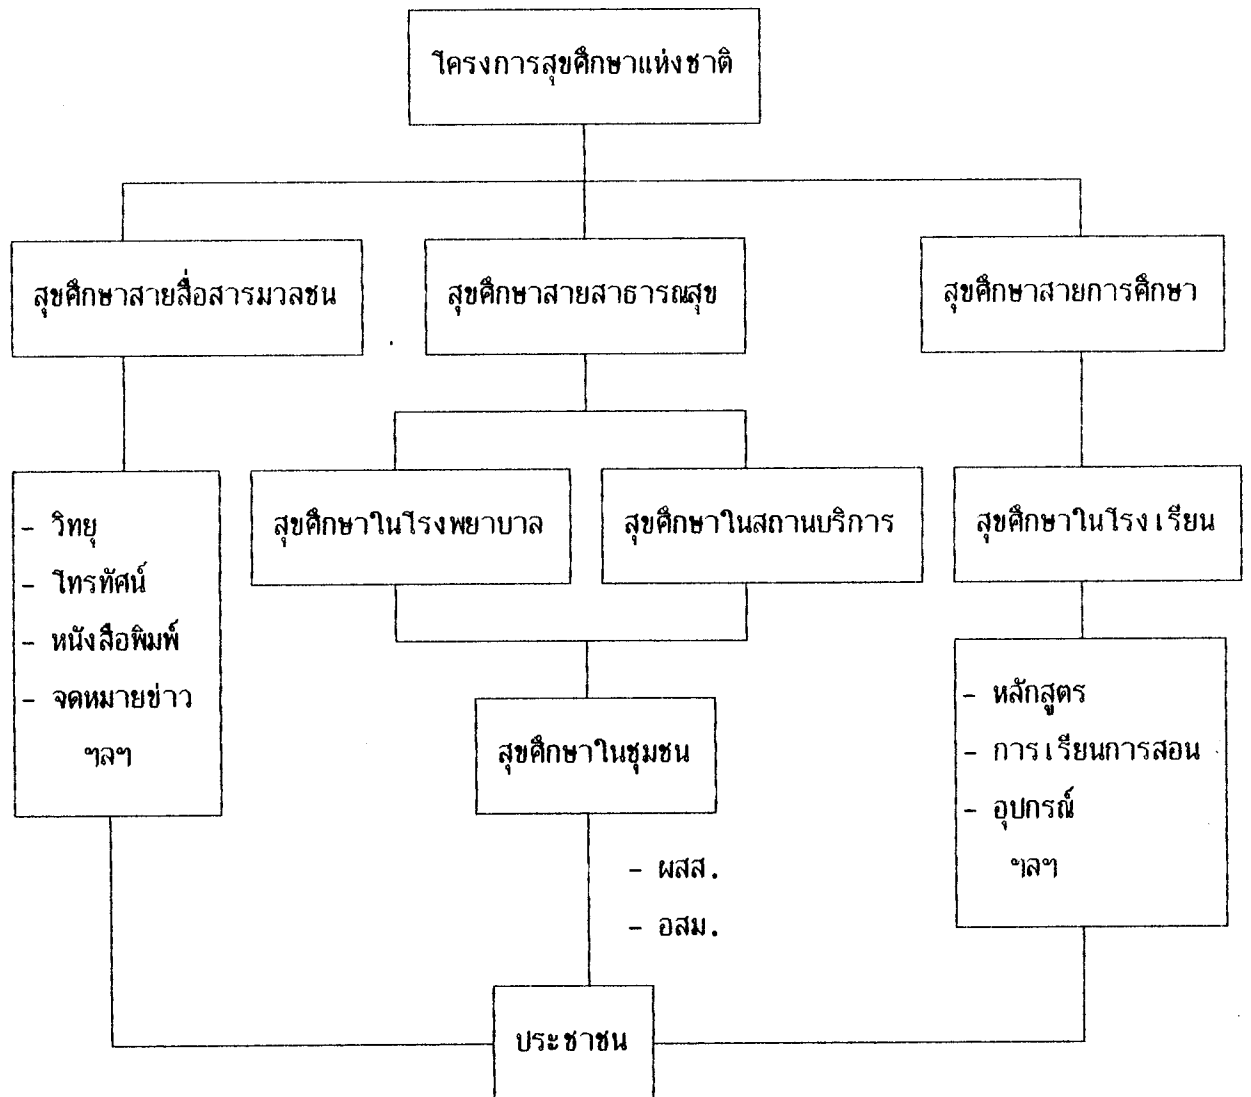 โครงการสุขศึกษาแห่งชาติ
สุขศึกษาสายสื่อสารมวลชน
สุขศึกษาสายสาธารณสุข
สุขศึกษาสายการศึกษา
- วิทยุ
- โทรทัศน์
- หนังสือพิมพ์
- จดหมายข่าว
ฯลฯ
สุขศึกษาในโรงพยาบาล
สุขศึกษาในสถานบริการ
สุขศึกษาในโรงเรียน
สุขศึกษาในชุมชน
- หลักสูตร
- การเรียนการสอน
- อุปกรณ์
ฯลฯ
- ผสส.
- อสม.
ประชาชน